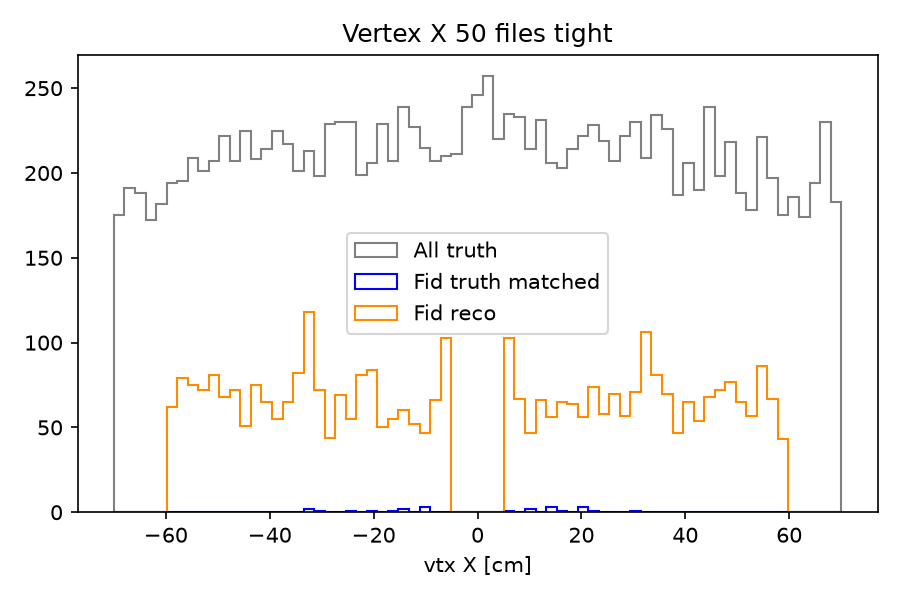 Vertex X 50 files tight
250
200
150
100
50
0
All truth
Fid truth matched
Fid reco
−60
−40
−20
0
20
40
60
vtx X [cm]